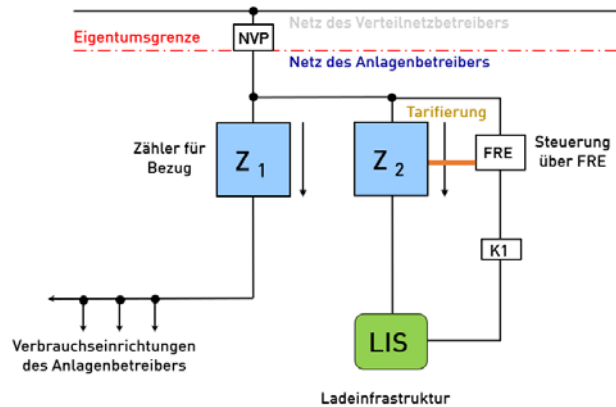 Netz des Verteilnetzbetreibers
Eigentumsgrenze
NVP
Netz des Anlagenbetreibers
Tarifierung
Zähler für
Bezug
Z 1
Z 2
FRE
Steuerung
über FRE
K1
LIS
Verbrauchseinrichtungen
des Anlagenbetreibers
Ladeinfrastruktur